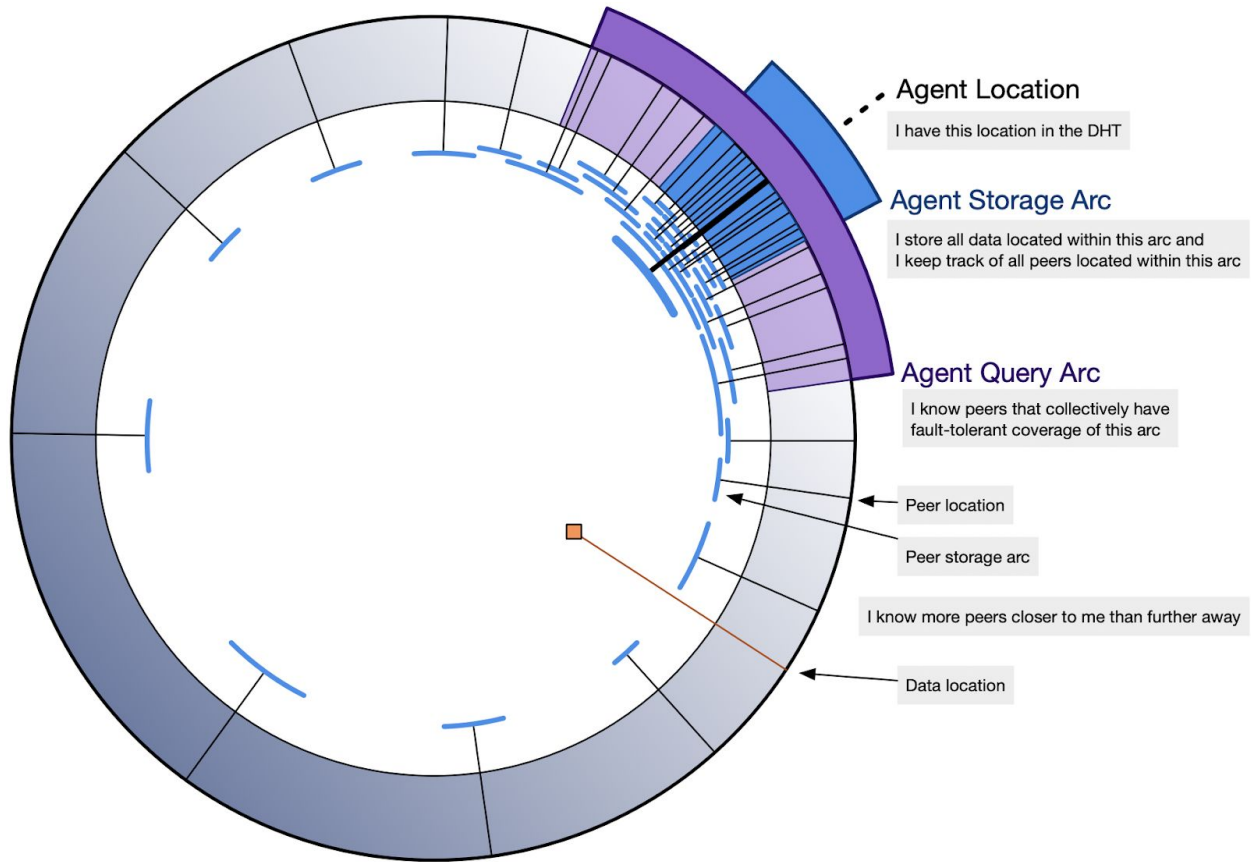 Agent Location
I have this location in the DHT
Agent Storage Arc
I store all data located within this arc and
I keep track of all peers located within this arc
Agent Query Arc
I know peers that collectively have
fault-tolerant coverage of this arc
Peer location
Peer storage arc
I know more peers closer to me than further away
Data location